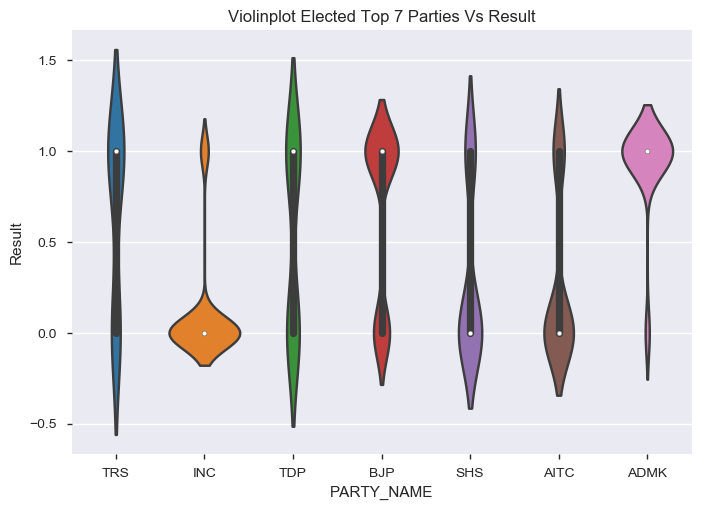 Violinplot Elected Top 7 Parties Vs Result
1.5
1.0
0.5
0.0
−0.5
Result
TRS INC TDP BJP SHS AITC ADMK
PARTY_NAME